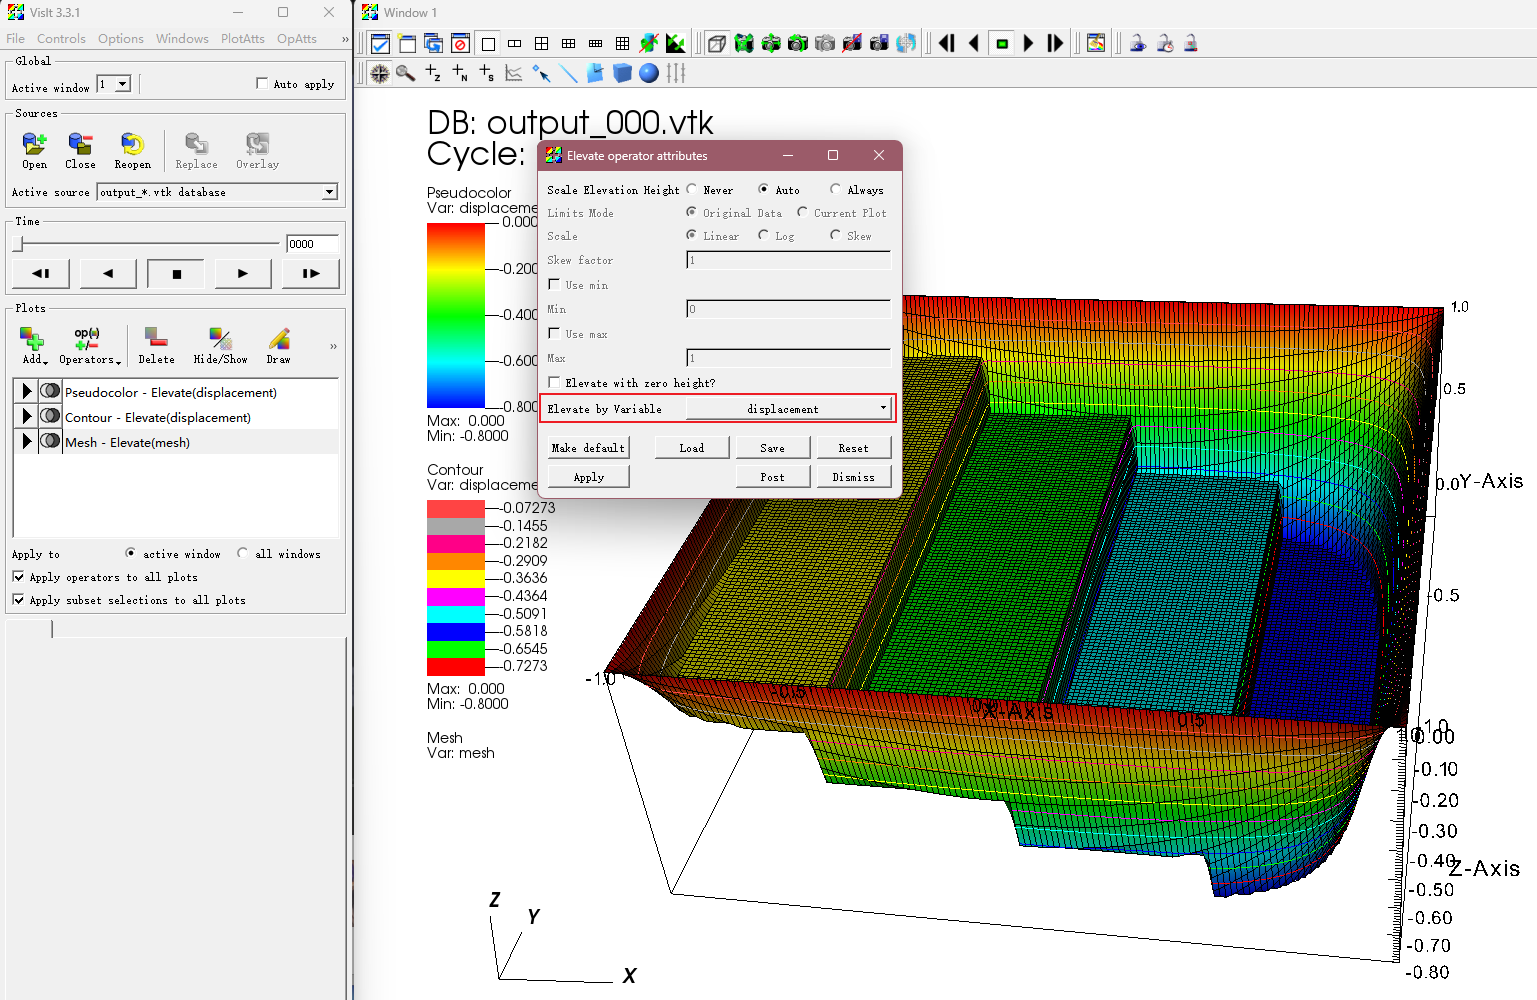 VisIt 3.3.1
File Controls Options Windows PlotAtts OpAtts »
Global
Active window 1 Auto apply
Sources
Open Close Reopen Replace Overlay
Active source output_*.vtk database
Time
0000
Plots
op(·)
+/–
Add Operators Delete Hide/Show Draw »
Pseudocolor - Elevate(displacement)
Contour - Elevate(displacement)
Mesh - Elevate(mesh)
Apply to active window all windows
Apply operators to all plots
Apply subset selections to all plots
Window 1
Z N S
DB: output_000.vtk
Cycle:
Pseudocolor
Var: displaceme
0.000
-0.200
-0.400
-0.600
-0.800
Max: 0.000
Min: -0.8000
Contour
Var: displaceme
-0.07273
-0.1455
-0.2182
-0.2909
-0.3636
-0.4364
-0.5091
-0.5818
-0.6545
-0.7273
Max: 0.000
Min: -0.8000
Mesh
Var: mesh
Elevate operator attributes
Scale Elevation Height Never Auto Always
Limits Mode Original Data Current Plot
Scale Linear Log Skew
Skew factor 1
Use min
Min 0
Use max
Max 1
Elevate with zero height?
Elevate by Variable displacement
Make default Load Save Reset
Apply Post Dismiss
1.0
0.5
0.0 Y-Axis
-0.5
-1.0
-0.5
X-Axis
0.5
1.0
0.00
-0.10
-0.20
-0.30
-0.40
Z-Axis
-0.50
-0.60
-0.70
-0.80
Z
Y
X